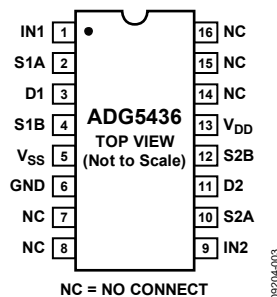 IN1 1
S1A 2
D1 3
S1B 4
VSS 5
GND 6
NC 7
NC 8
ADG5436
TOP VIEW
(Not to Scale)
16 NC
15 NC
14 NC
13 VDD
12 S2B
11 D2
10 S2A
9 IN2
NC = NO CONNECT
09204-003